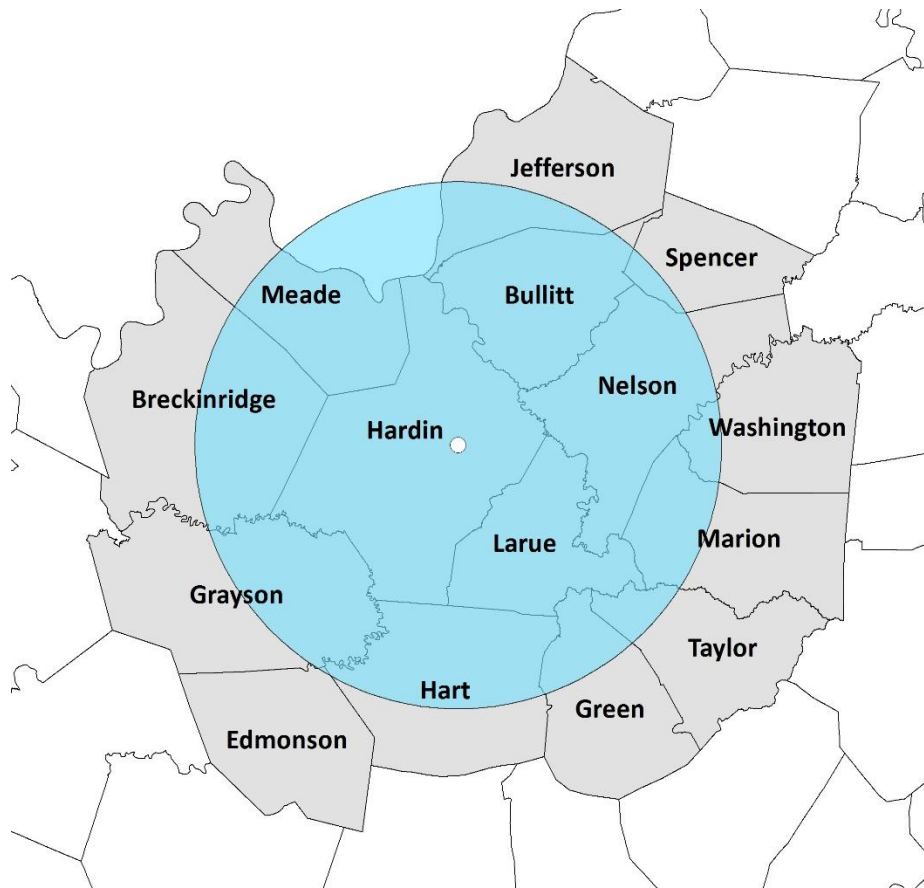 Jefferson
Spencer
Meade
Bullitt
Breckinridge
Nelson
Hardin
Washington
Larue
Marion
Grayson
Taylor
Hart
Green
Edmonson